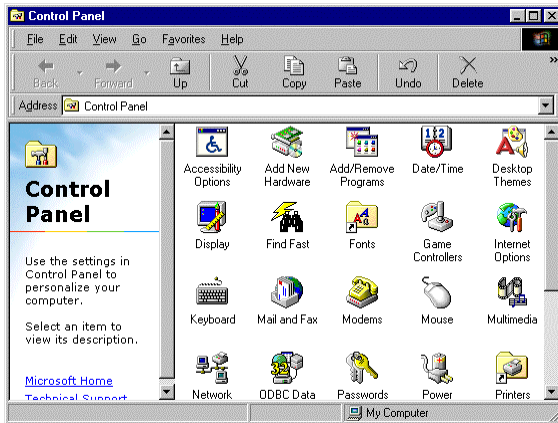 Control Panel
File Edit View Go Favorites Help
Back Forward Up Cut Copy Paste Undo Delete
Address Control Panel
Control
Panel
Use the settings in
Control Panel to
personalize your
computer.
Select an item to
view its description.
Microsoft Home
Technical Support
Accessibility
Options
Add New
Hardware
Add/Remove
Programs
Date/Time
Desktop
Themes
Display
Find Fast
Fonts
Game
Controllers
Internet
Options
Keyboard
Mail and Fax
Modems
Mouse
Multimedia
Network
ODBC Data
Passwords
Power
Printers
My Computer